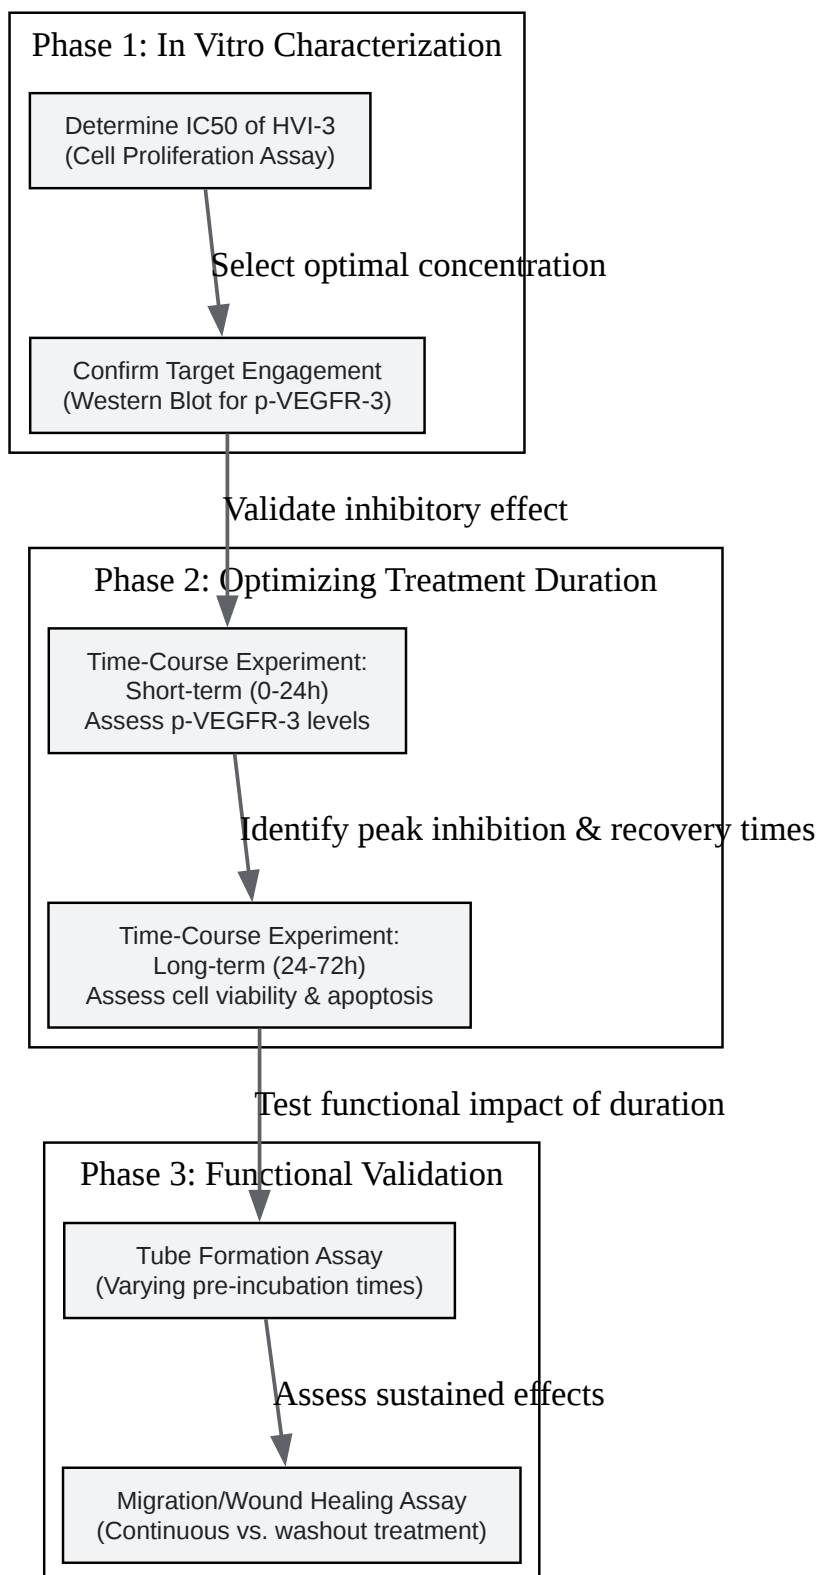 Phase 1: In Vitro Characterization
Determine IC50 of HVI-3
(Cell Proliferation Assay)
Select optimal concentration
Confirm Target Engagement
(Western Blot for p-VEGFR-3)
Validate inhibitory effect
Phase 2: Optimizing Treatment Duration
Time-Course Experiment:
Short-term (0-24h)
Assess p-VEGFR-3 levels
Identify peak inhibition & recovery times
Time-Course Experiment:
Long-term (24-72h)
Assess cell viability & apoptosis
Test functional impact of duration
Phase 3: Functional Validation
Tube Formation Assay
(Varying pre-incubation times)
Assess sustained effects
Migration/Wound Healing Assay
(Continuous vs. washout treatment)